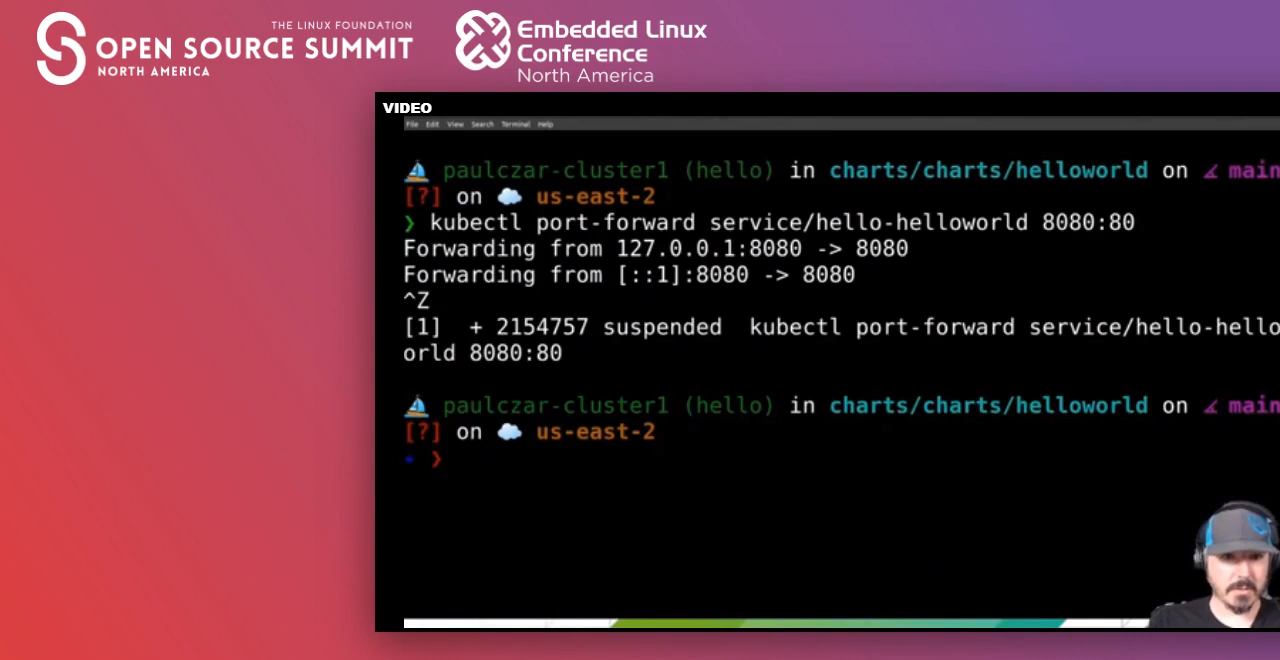 THE LINUX FOUNDATION
OPEN SOURCE SUMMIT
NORTH AMERICA
Embedded Linux
Conference
North America
VIDEO
File Edit View Search Terminal Help
paulczar-cluster1 (hello) in charts/charts/helloworld on main
[?] on us-east-2
❯ kubectl port-forward service/hello-helloworld 8080:80
Forwarding from 127.0.0.1:8080 -> 8080
Forwarding from [::1]:8080 -> 8080
^Z
[1]  + 2154757 suspended  kubectl port-forward service/hello-hello
orld 8080:80
paulczar-cluster1 (hello) in charts/charts/helloworld on main
[?] on us-east-2
❯